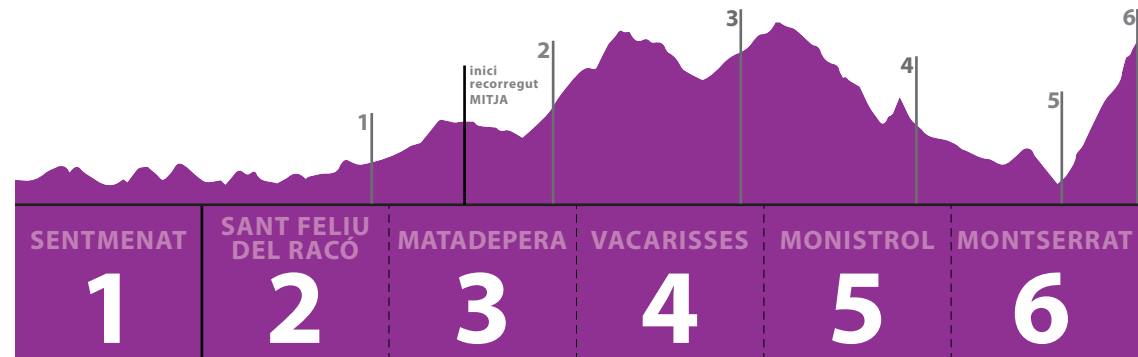 1
inici
recorregut
MITJA
2
3
4
5
6
SENTMENAT
1
SANT FELIU
DEL RACÓ
2
MATADEPERA
3
VACARISSES
4
MONISTROL
5
MONTSERRAT
6